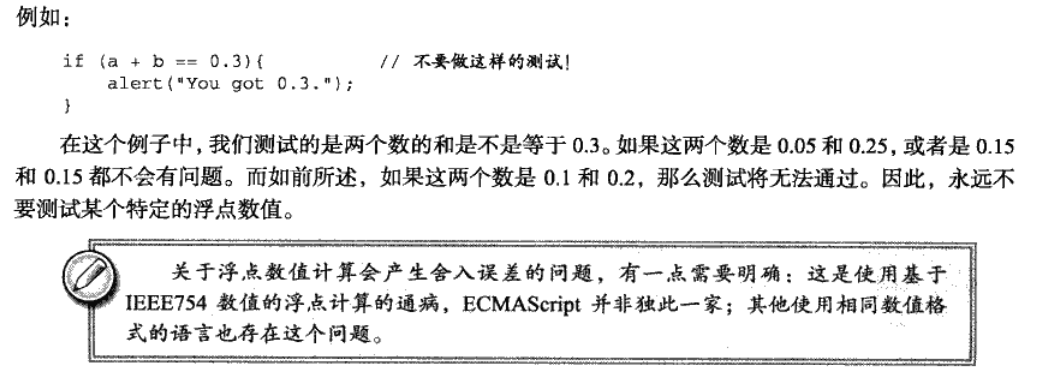 例如：
if (a + b == 0.3){ // 不要做这样的测试!
alert("You got 0.3.");
}
在这个例子中，我们测试的是两个数的和是不是等于 0.3。如果这两个数是 0.05 和 0.25，或者是 0.15
和 0.15 都不会有问题。而如前所述，如果这两个数是 0.1 和 0.2，那么测试将无法通过。因此，永远不
要测试某个特定的浮点数值。
关于浮点数值计算会产生舍入误差的问题，有一点需要明确：这是使用基于
IEEE754 数值的浮点计算的通病，ECMAScript 并非独此一家；其他使用相同数值格
式的语言也存在这个问题。